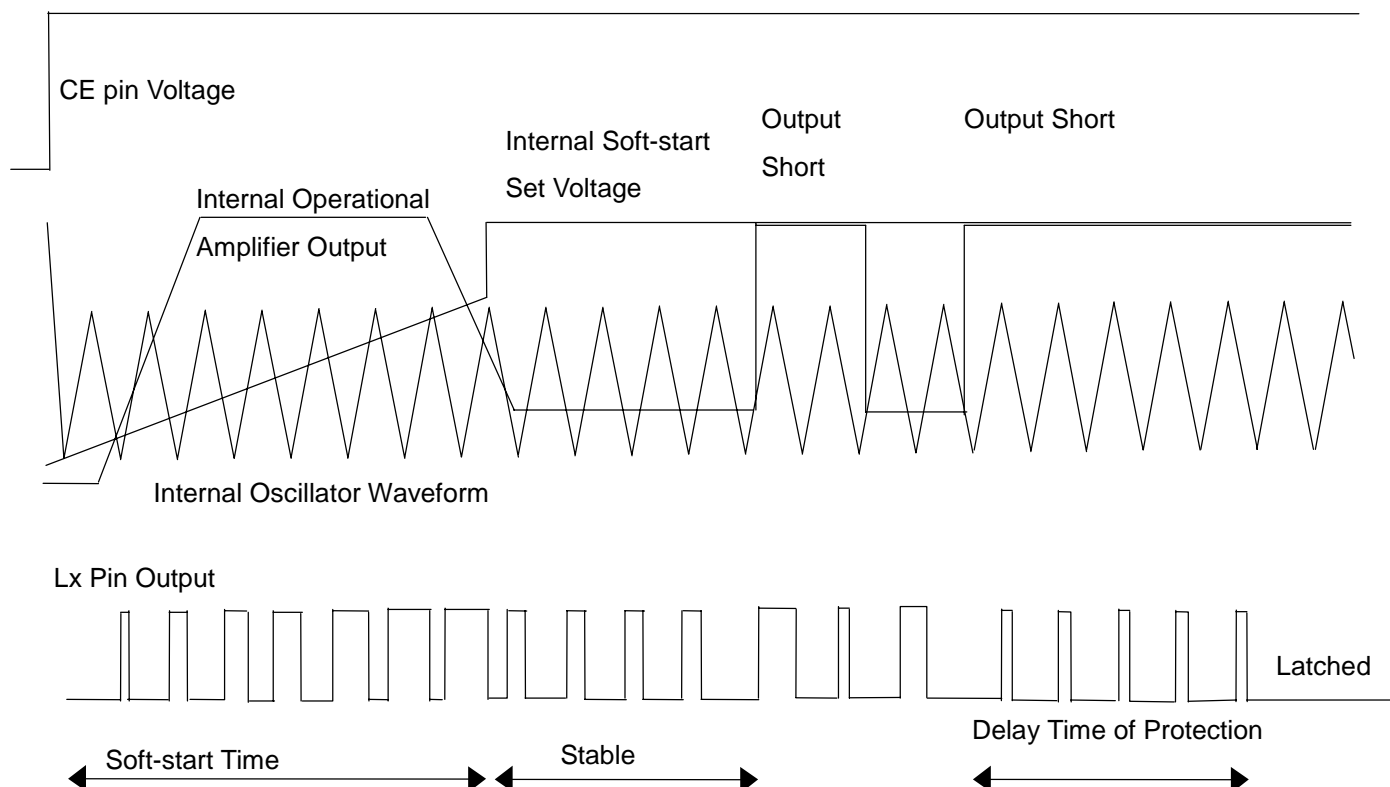 CE pin Voltage
Internal Soft-start
Set Voltage
Output
Short
Output Short
Internal Operational
Amplifier Output
Internal Oscillator Waveform
Lx Pin Output
Latched
Delay Time of Protection
Soft-start Time
Stable